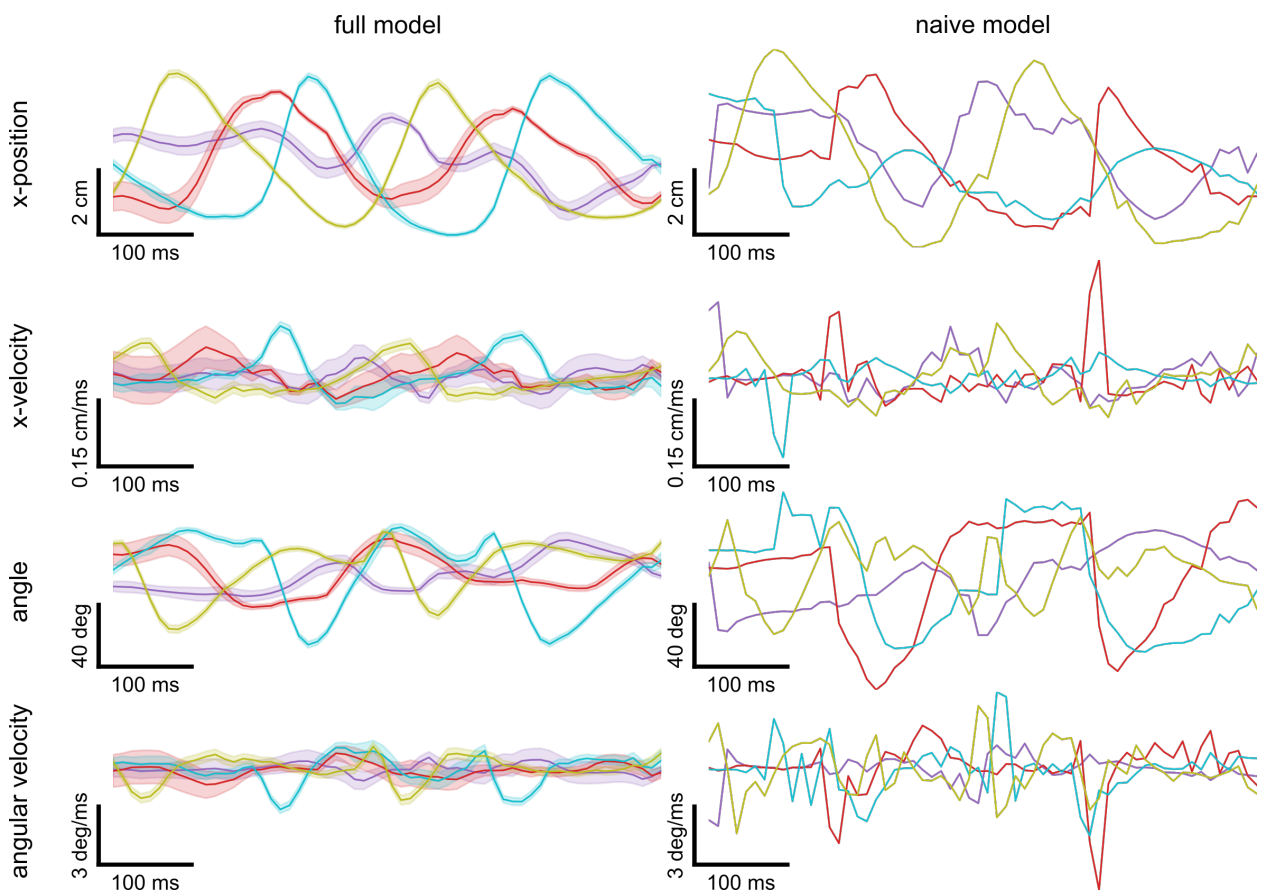 full model
naive model
x-position
2 cm
100 ms
2 cm
100 ms
x-velocity
0.15 cm/ms
100 ms
0.15 cm/ms
100 ms
angle
40 deg
100 ms
40 deg
100 ms
angular velocity
3 deg/ms
100 ms
3 deg/ms
100 ms